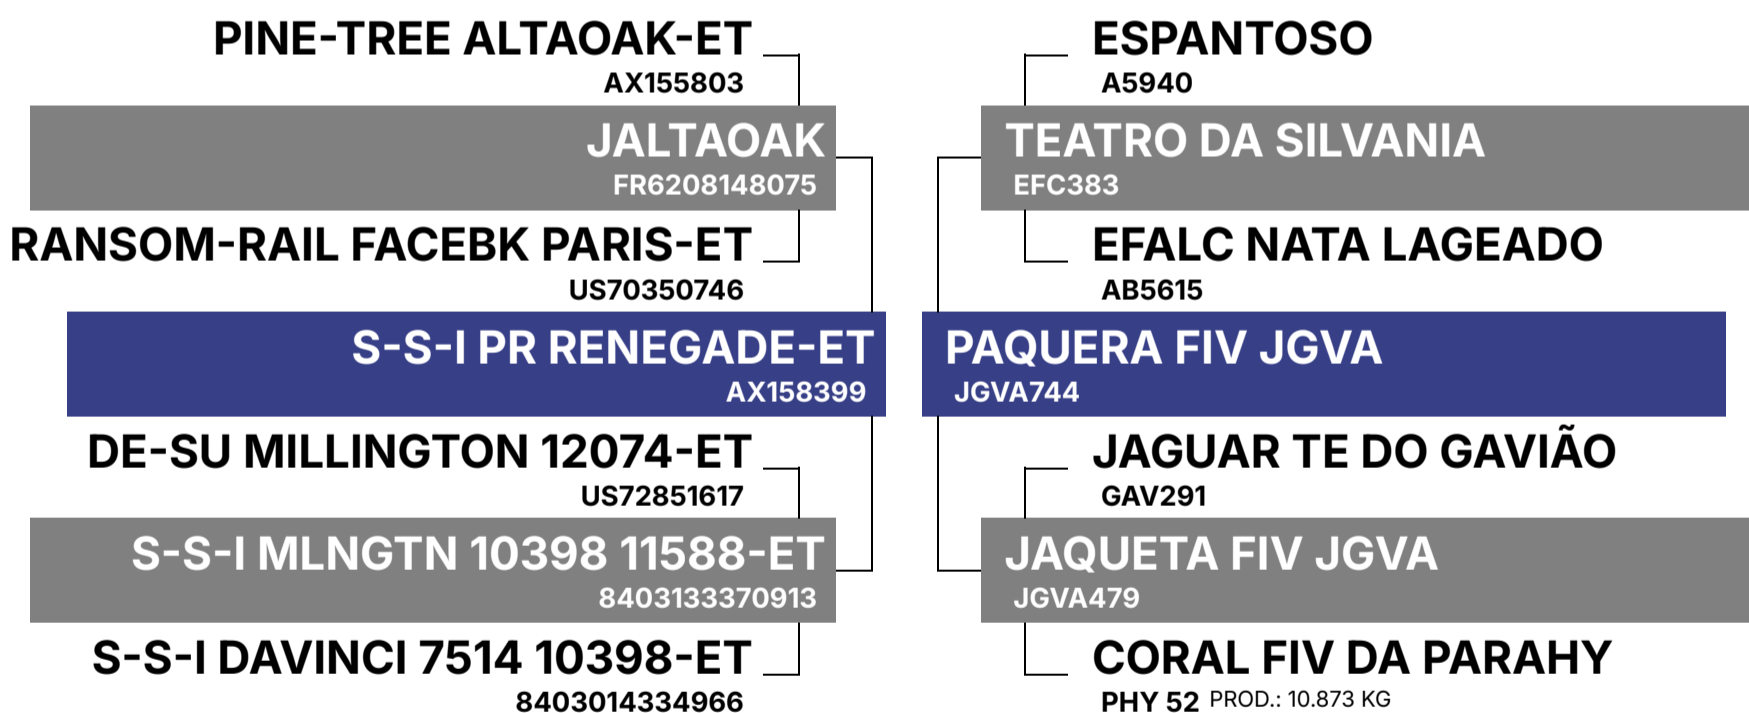 PINE-TREE ALTAOAK-ET
AX155803
JALTAOAK
FR6208148075
RANSOM-RAIL FACEBK PARIS-ET
US70350746
S-S-I PR RENEGADE-ET
AX158399
DE-SU MILLINGTON 12074-ET
US72851617
S-S-I MLNGTN 10398 11588-ET
8403133370913
S-S-I DAVINCI 7514 10398-ET
8403014334966
ESPANTOSO
A5940
TEATRO DA SILVANIA
EFC383
EFALC NATA LAGEADO
AB5615
PAQUERA FIV JGVA
JGVA744
JAGUAR TE DO GAVIÃO
GAV291
JAQUETA FIV JGVA
JGVA479
CORAL FIV DA PARAHY
PHY 52 PROD.: 10.873 KG